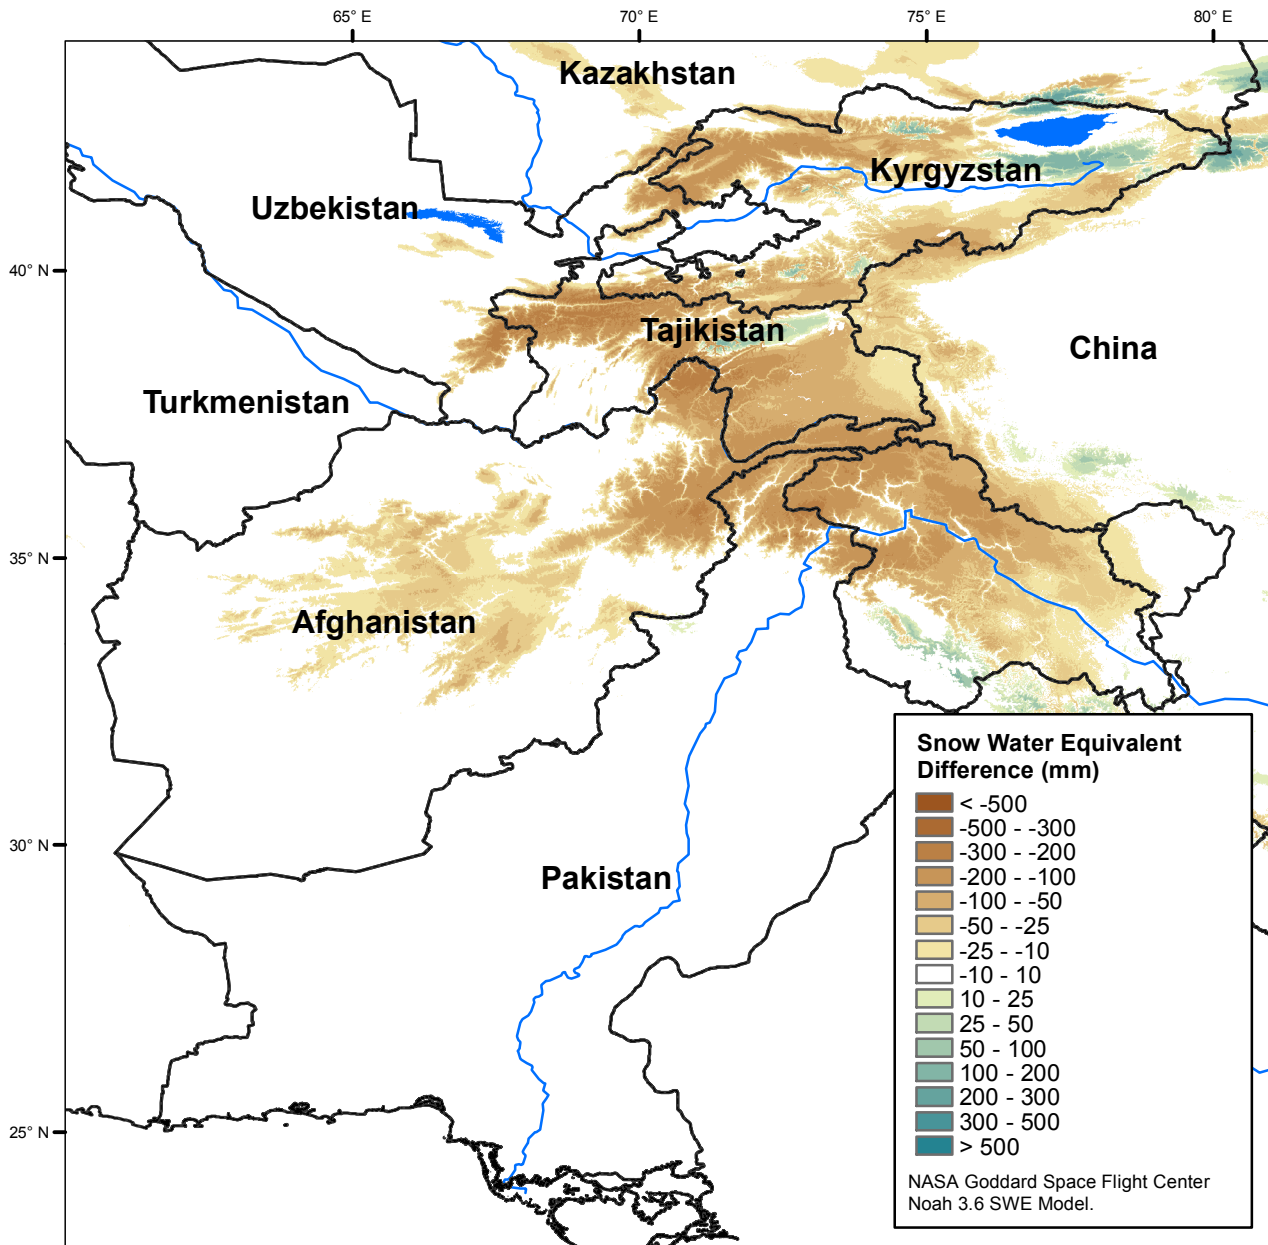 65° E
70° E
75° E
80° E
Kazakhstan
Kyrgyzstan
Uzbekistan
40° N
Tajikistan
China
Turkmenistan
35° N
Afghanistan
30° N
Pakistan
25° N
Snow Water Equivalent
Difference (mm)
< -500
-500 - -300
-300 - -200
-200 - -100
-100 - -50
-50 - -25
-25 - -10
-10 - 10
10 - 25
25 - 50
50 - 100
100 - 200
200 - 300
300 - 500
> 500
NASA Goddard Space Flight Center
Noah 3.6 SWE Model.